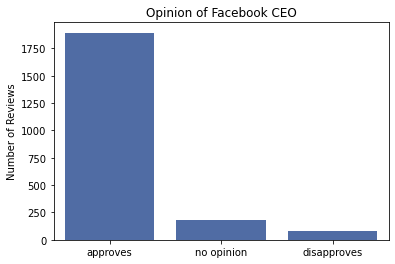 Opinion of Facebook CEO
Number of Reviews
1750
1500
1250
1000
750
500
250
0
approves no opinion disapproves